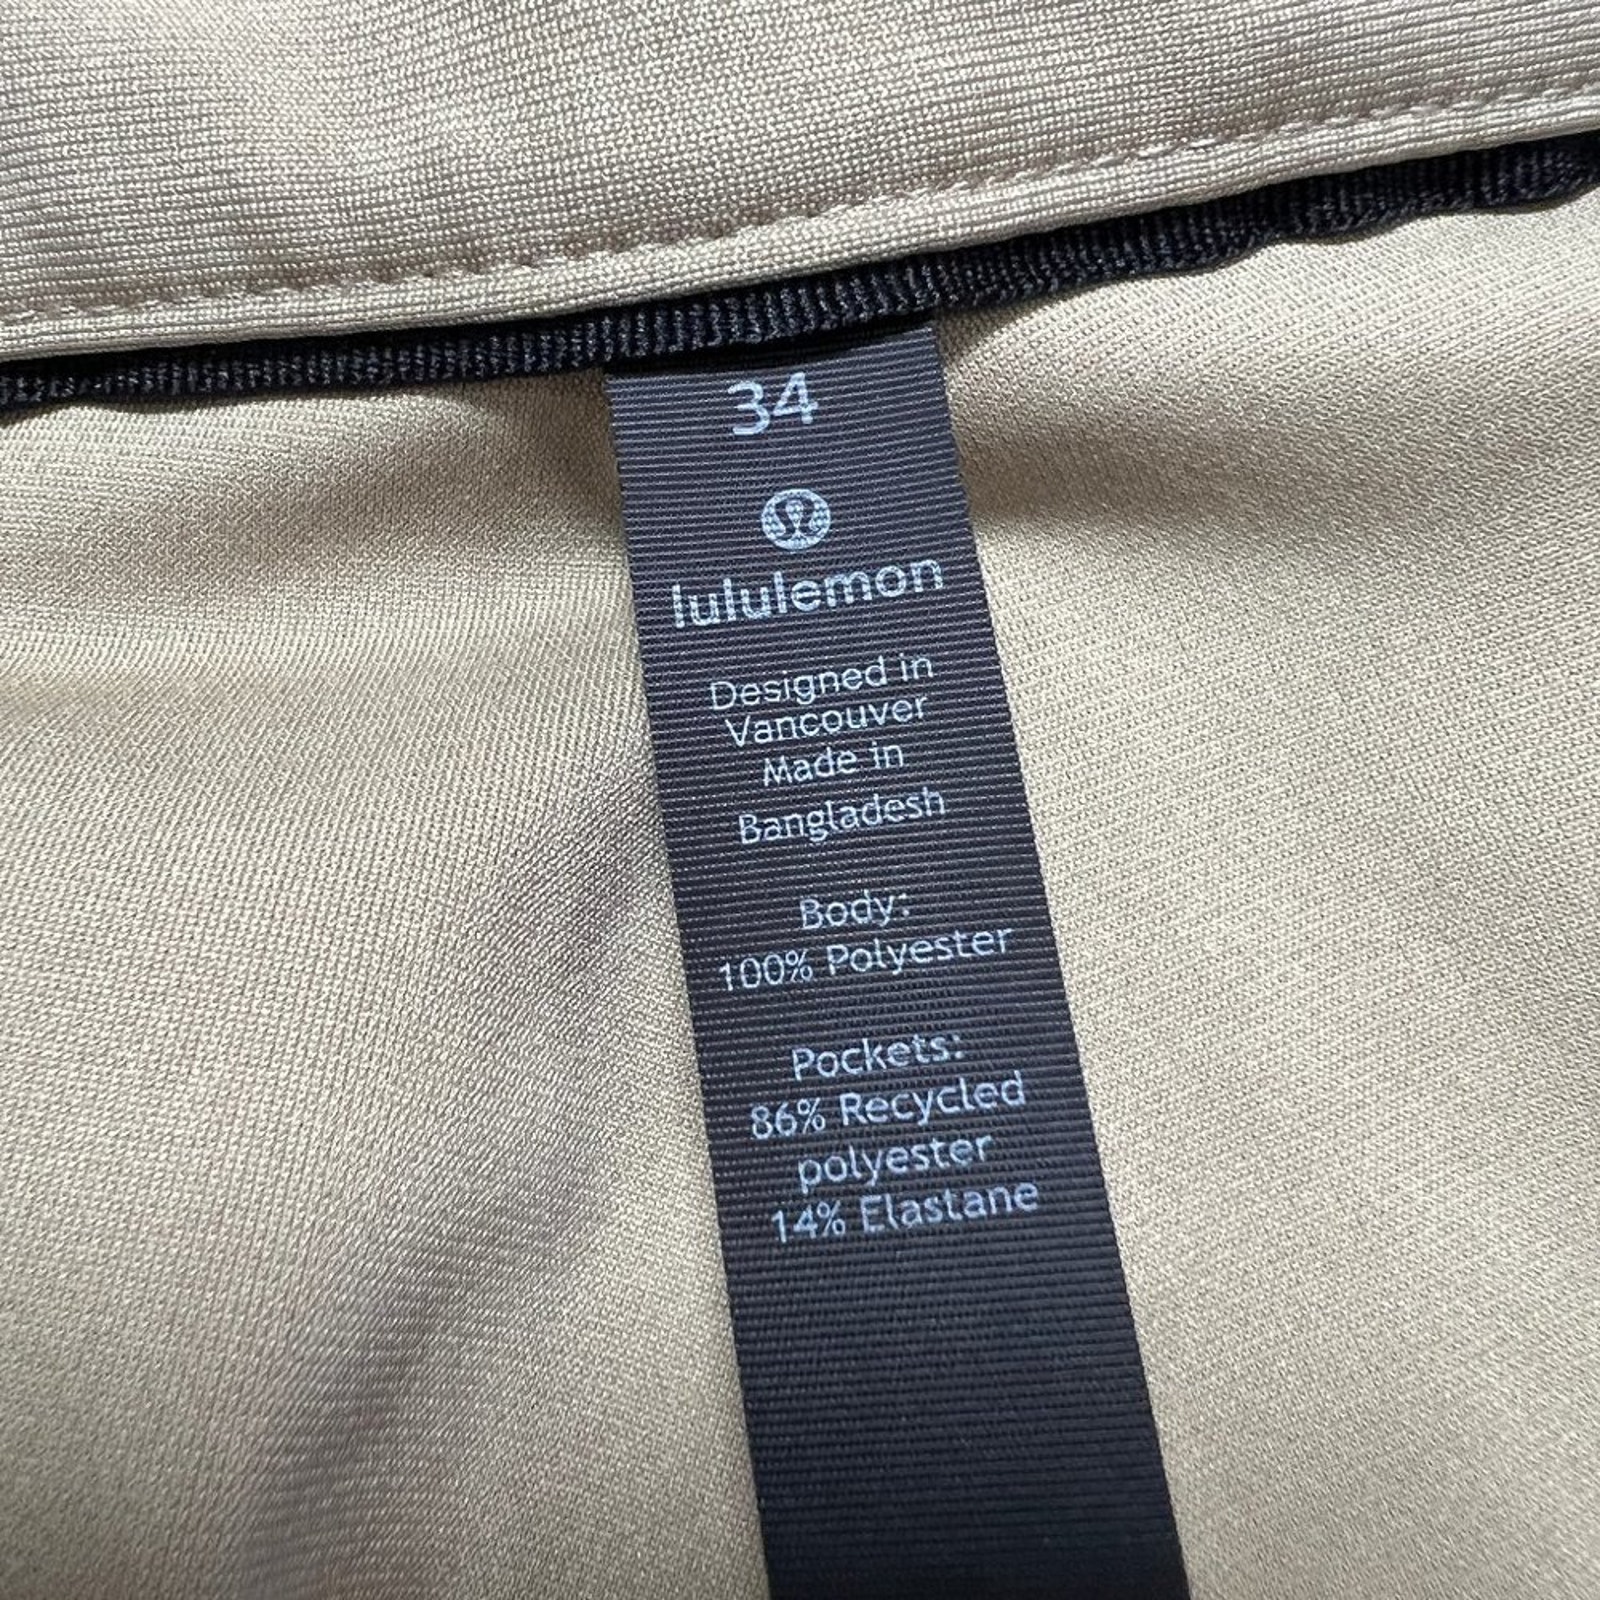 34
lululemon
Designed in
Vancouver
Made in
Bangladesh
Body:
100% Polyester
Pockets:
86% Recycled
polyester
14% Elastane